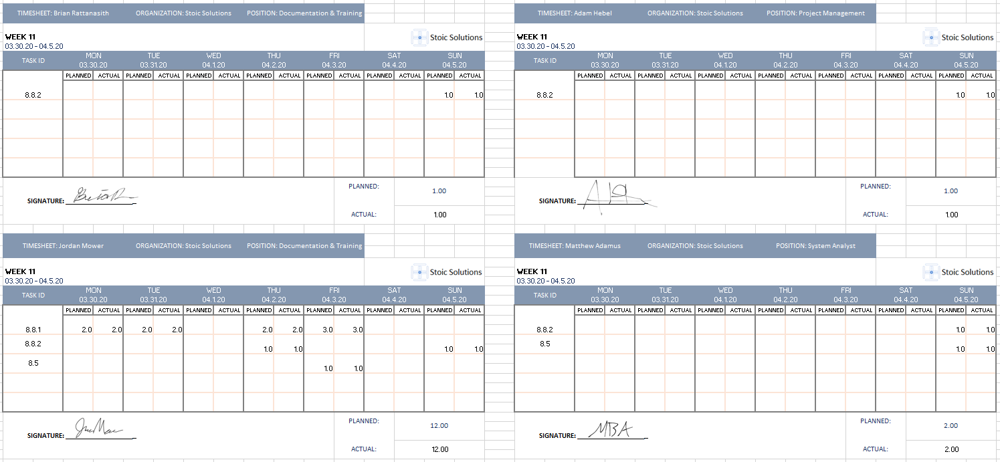 TIMESHEET: Brian Rattanasith ORGANIZATION: Stoic Solutions POSITION: Documentation & Training
WEEK 11
Stoic Solutions
03.30.20 - 04.5.20
TASK ID MON TUE WED THU FRI SAT SUN
03.30.20 03.31.20 04.1.20 04.2.20 04.3.20 04.4.20 04.5.20
PLANNED ACTUAL PLANNED ACTUAL PLANNED ACTUAL PLANNED ACTUAL PLANNED ACTUAL PLANNED ACTUAL PLANNED ACTUAL
8.8.2 1.0 1.0
PLANNED: 1.00
SIGNATURE:
ACTUAL: 1.00
TIMESHEET: Adam Hebel ORGANIZATION: Stoic Solutions POSITION: Project Management
WEEK 11
Stoic Solutions
03.30.20 - 04.5.20
TASK ID MON TUE WED THU FRI SAT SUN
03.30.20 03.31.20 04.1.20 04.2.20 04.3.20 04.4.20 04.5.20
PLANNED ACTUAL PLANNED ACTUAL PLANNED ACTUAL PLANNED ACTUAL PLANNED ACTUAL PLANNED ACTUAL PLANNED ACTUAL
8.8.2 1.0 1.0
PLANNED: 1.00
SIGNATURE:
ACTUAL: 1.00
TIMESHEET: Jordan Mower ORGANIZATION: Stoic Solutions POSITION: Documentation & Training
WEEK 11
Stoic Solutions
03.30.20 - 04.5.20
TASK ID MON TUE WED THU FRI SAT SUN
03.30.20 03.31.20 04.1.20 04.2.20 04.3.20 04.4.20 04.5.20
PLANNED ACTUAL PLANNED ACTUAL PLANNED ACTUAL PLANNED ACTUAL PLANNED ACTUAL PLANNED ACTUAL PLANNED ACTUAL
8.8.1 2.0 2.0 2.0 2.0 2.0 2.0 3.0 3.0
8.8.2 1.0 1.0 1.0 1.0
8.5 1.0 1.0
PLANNED: 12.00
SIGNATURE:
ACTUAL: 12.00
TIMESHEET: Matthew Adamus ORGANIZATION: Stoic Solutions POSITION: System Analyst
WEEK 11
Stoic Solutions
03.30.20 - 04.5.20
TASK ID MON TUE WED THU FRI SAT SUN
03.30.20 03.31.20 04.1.20 04.2.20 04.3.20 04.4.20 04.5.20
PLANNED ACTUAL PLANNED ACTUAL PLANNED ACTUAL PLANNED ACTUAL PLANNED ACTUAL PLANNED ACTUAL PLANNED ACTUAL
8.8.2 1.0 1.0
8.5 1.0 1.0
PLANNED: 2.00
SIGNATURE: MBA
ACTUAL: 2.00